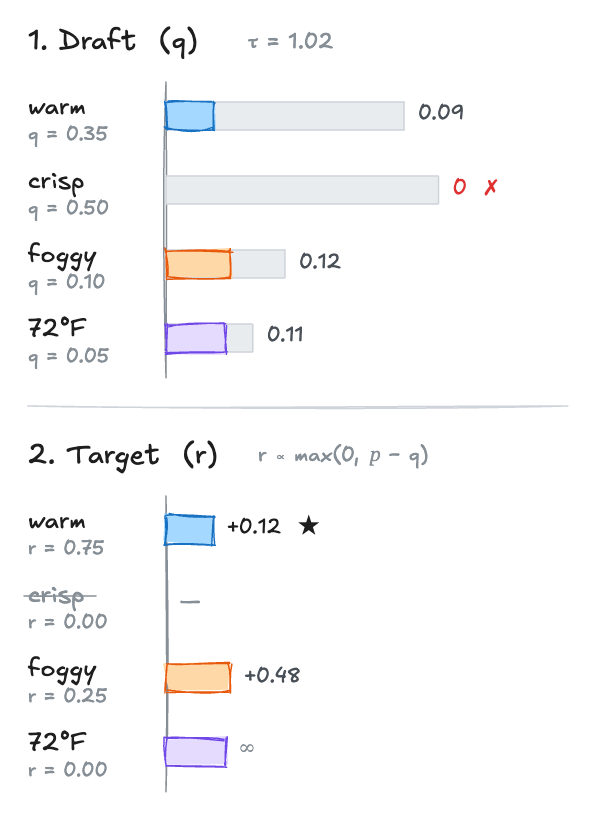 1. Draft (q) τ = 1.02
warm
q = 0.35
0.09
crisp
q = 0.50
0 ✗
foggy
q = 0.10
0.12
72°F
q = 0.05
0.11
2. Target (r) r ∝ max(0, p − q)
warm
r = 0.75
+0.12 ★
crisp
r = 0.00
—
foggy
r = 0.25
+0.48
72°F
r = 0.00
∞